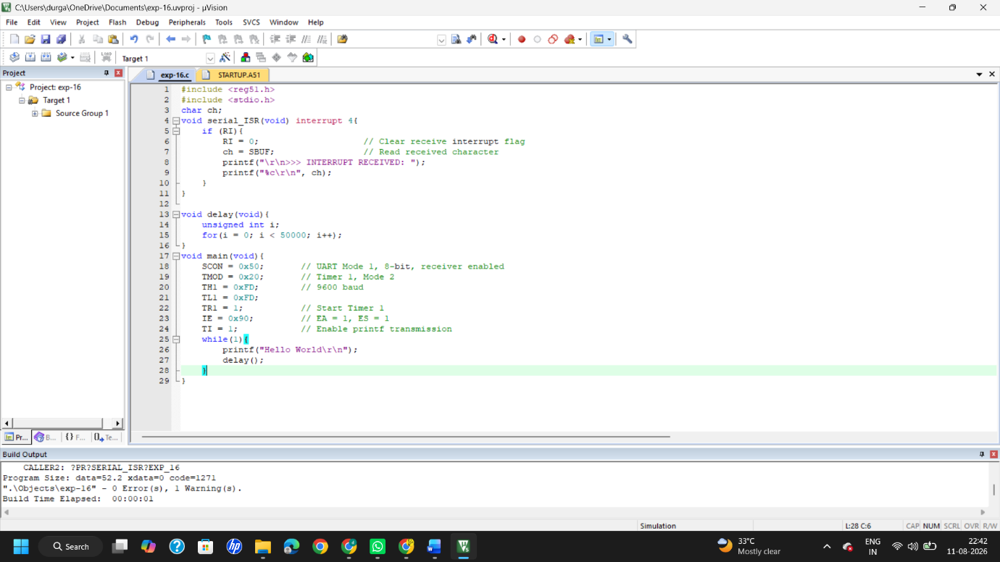 C:\Users\durga\OneDrive\Documents\exp-16.uvproj - µVision
File Edit View Project Flash Debug Peripherals Tools SVCS Window Help
LOAD Target 1
Project
exp-16.c STARTUP.A51
Project: exp-16
Target 1
Source Group 1
1 #include <reg51.h>
2 #include <stdio.h>
3 char ch;
4 void serial_ISR(void) interrupt 4{
5 if (RI){
6 RI = 0; // Clear receive interrupt flag
7 ch = SBUF; // Read received character
8 printf("\r\n>>> INTERRUPT RECEIVED: ");
9 printf("%c\r\n", ch);
10 }
11 }
12
13 void delay(void){
14 unsigned int i;
15 for(i = 0; i < 50000; i++);
16 }
17 void main(void){
18 SCON = 0x50; // UART Mode 1, 8-bit, receiver enabled
19 TMOD = 0x20; // Timer 1, Mode 2
20 TH1 = 0xFD; // 9600 baud
21 TL1 = 0xFD;
22 TR1 = 1; // Start Timer 1
23 IE = 0x90; // EA = 1, ES = 1
24 TI = 1; // Enable printf transmission
25 while(1){
26 printf("Hello World\r\n");
27 delay();
28 }
29 }
Pr... B... {} F... Te...
Build Output
CALLER2: ?PR?SERIAL_ISR?EXP_16
Program Size: data=52.2 xdata=0 code=1271
".\Objects\exp-16" - 0 Error(s), 1 Warning(s).
Build Time Elapsed: 00:00:01
Simulation L:28 C:6 CAP NUM SCRL OVR R/W
Search
33°C
Mostly clear
ENG
IN
22:42
11-08-2026